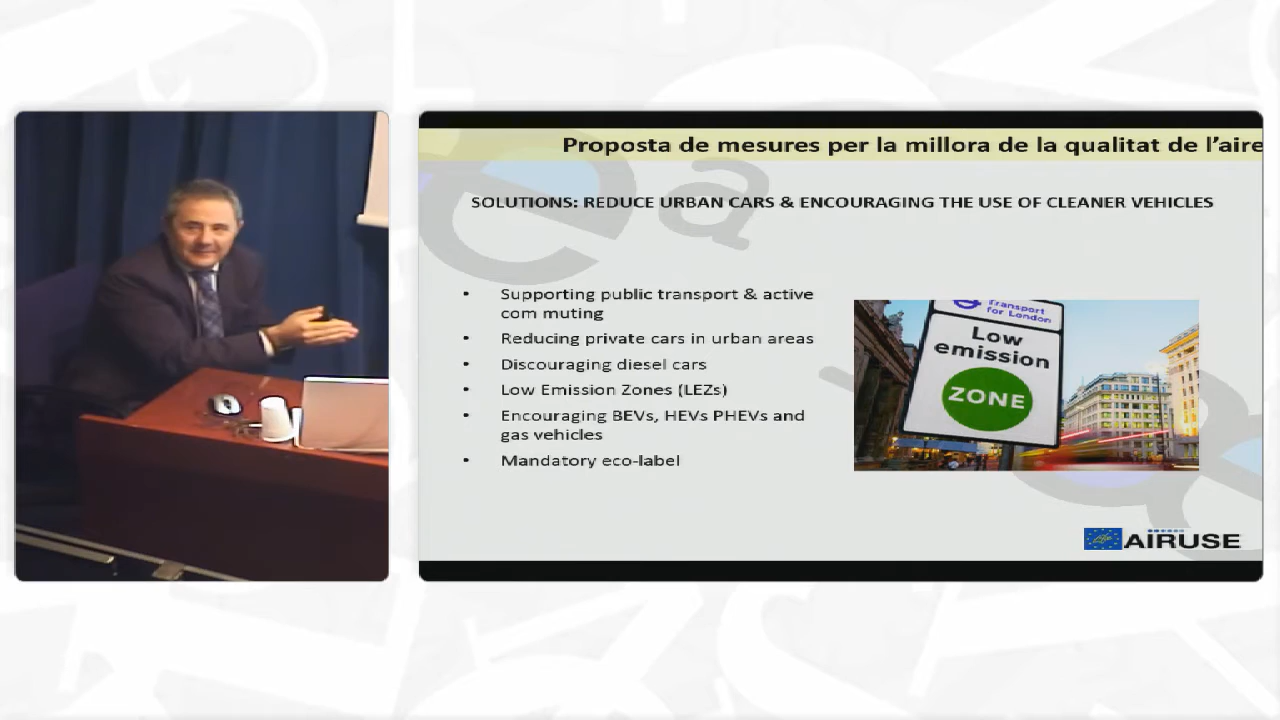 Proposta de mesures per la millora de la qualitat de l'aire
SOLUTIONS: REDUCE URBAN CARS & ENCOURAGING THE USE OF CLEANER VEHICLES
• Supporting public transport & active
com muting
• Reducing private cars in urban areas
• Discouraging diesel cars
• Low Emission Zones (LEZs)
• Encouraging BEVs, HEVs PHEVs and
gas vehicles
• Mandatory eco-label
Transport
for London
Low
emission
ZONE
AIRUSE